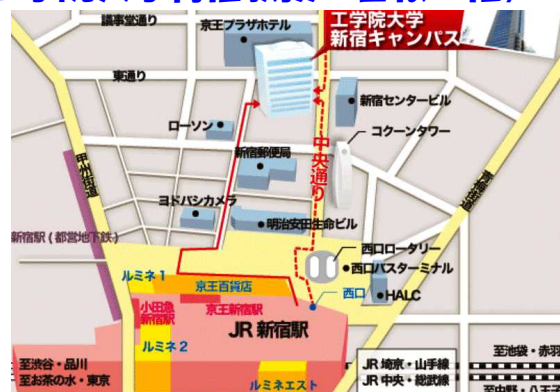 議事堂通り
京王プラザホテル
工学院大学
新宿キャンパス
東通り
新宿センタービル
ローソン
コクーンタワー
中央通り
新宿郵便局
甲州街道
ヨドバシカメラ
明治安田生命ビル
新宿駅(都営地下鉄)
西口ロータリー
西口バスターミナル
ルミネ1
京王百貨店
西口
HALC
小田急
新宿駅
京王新宿駅
JR 新宿駅
ルミネ2
至池袋・赤羽
至渋谷・品川
JR 埼京・山手線
至お茶の水・東京
JR 中央・総武線
ルミネエスト